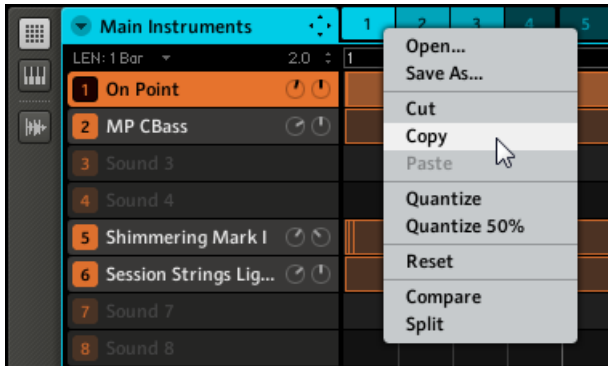 Main Instruments
1 2 3 4 5
LEN: 1 Bar 2.0 1
1 On Point
2 MP CBass
3 Sound 3
4 Sound 4
5 Shimmering Mark I
6 Session Strings Lig...
7 Sound 7
8 Sound 8
Open...
Save As...
Cut
Copy
Paste
Quantize
Quantize 50%
Reset
Compare
Split